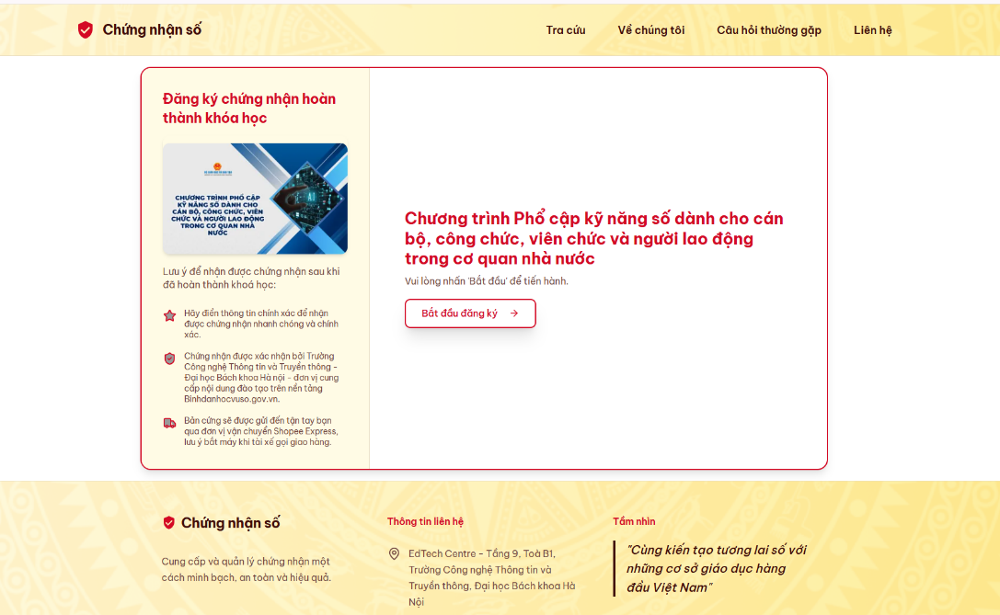 Chứng nhận số
Tra cứu
Về chúng tôi
Câu hỏi thường gặp
Liên hệ
Đăng ký chứng nhận hoàn
thành khóa học
CHƯƠNG TRÌNH PHỔ CẬP
KỸ NĂNG SỐ DÀNH CHO
CÁN BỘ, CÔNG CHỨC, VIÊN
CHỨC VÀ NGƯỜI LAO ĐỘNG
TRONG CƠ QUAN NHÀ
NƯỚC
AI
Lưu ý để nhận được chứng nhận sau khi
đã hoàn thành khoá học:
Hãy điền thông tin chính xác để nhận
được chứng nhận nhanh chóng và chính
xác.
Chứng nhận được xác nhận bởi Trường
Công nghệ Thông tin và Truyền thông -
Đại học Bách khoa Hà nội - đơn vị cung
cấp nội dung đào tạo trên nền tảng
Binhdanhocvuso.gov.vn.
Bản cứng sẽ được gửi đến tận tay bạn
qua đơn vị vận chuyển Shopee Express,
lưu ý bắt máy khi tài xế gọi giao hàng.
Chương trình Phổ cập kỹ năng số dành cho cán
bộ, công chức, viên chức và người lao động
trong cơ quan nhà nước
Vui lòng nhấn 'Bắt đầu' để tiến hành.
Bắt đầu đăng ký
Chứng nhận số
Cung cấp và quản lý chứng nhận một
cách minh bạch, an toàn và hiệu quả.
Thông tin liên hệ
EdTech Centre - Tầng 9, Toà B1,
Trường Công nghệ Thông tin và
Truyền thông, Đại học Bách khoa Hà
Nội
Tầm nhìn
"Cùng kiến tạo tương lai số với
những cơ sở giáo dục hàng
đầu Việt Nam"